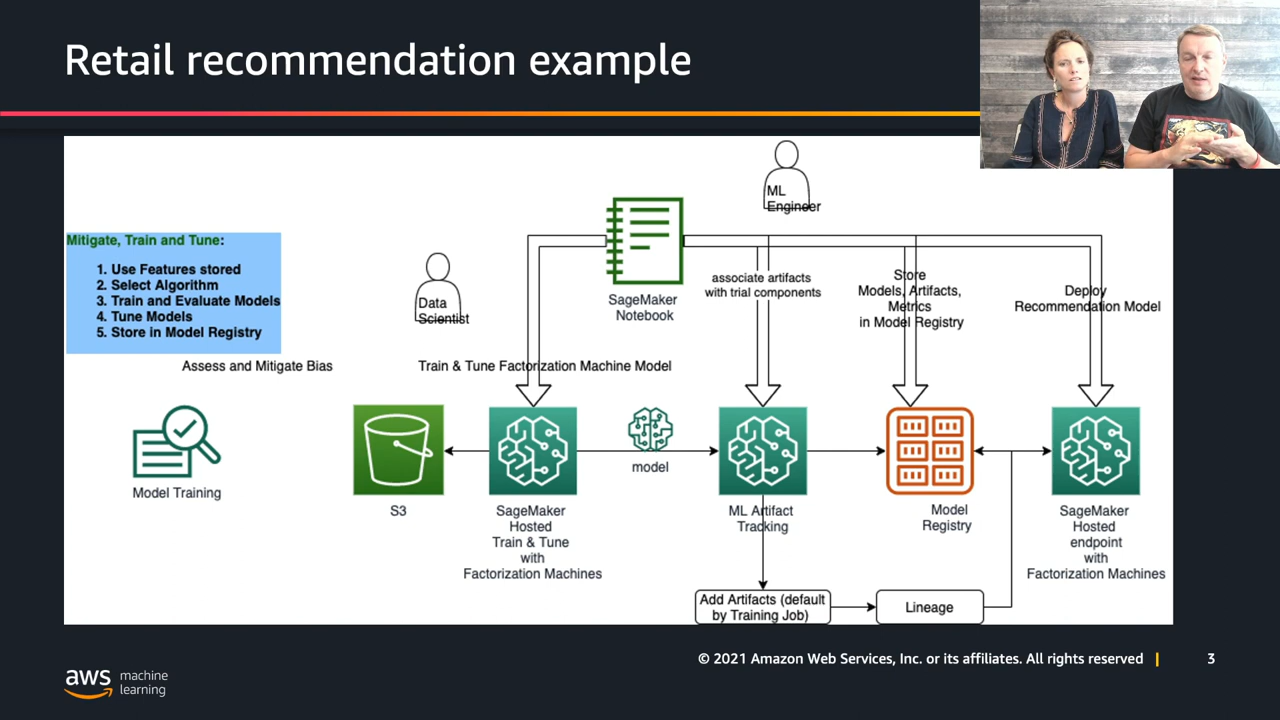 Retail recommendation example
ML
Engineer
Mitigate, Train and Tune:
1. Use Features stored
2. Select Algorithm
3. Train and Evaluate Models
4. Tune Models
5. Store in Model Registry
Data
Scientist
SageMaker
Notebook
associate artifacts
with trial components
Store
Models, Artifacts,
Metrics
in Model Registry
Deploy
Recommendation Model
Assess and Mitigate Bias
Train & Tune Factorization Machine Model
Model Training
S3
SageMaker
Hosted
Train & Tune
with
Factorization Machines
model
ML Artifact
Tracking
Model
Registry
SageMaker
Hosted
endpoint
with
Factorization Machines
Add Artifacts (default
by Training Job)
Lineage
© 2021 Amazon Web Services, Inc. or its affiliates. All rights reserved
3
aws machine
learning